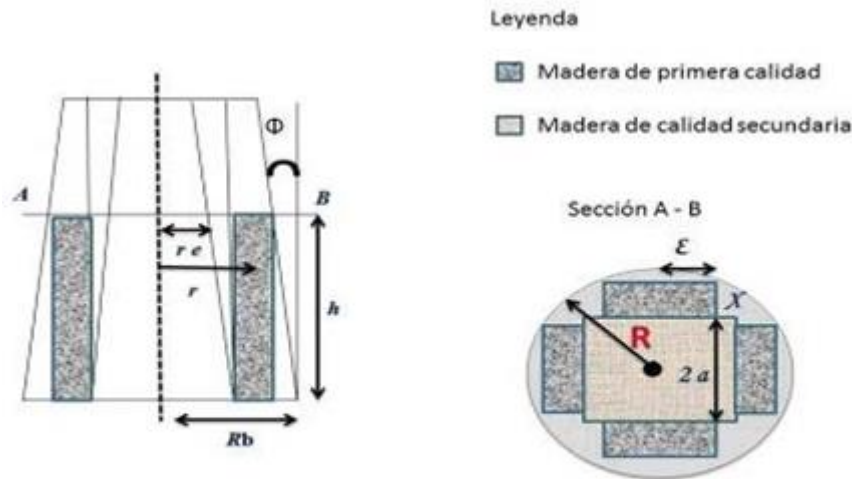 Leyenda
Madera de primera calidad
Madera de calidad secundaria
Φ
A
B
r e
r
h
Rb
Sección A - B
ε
X
R
2 a